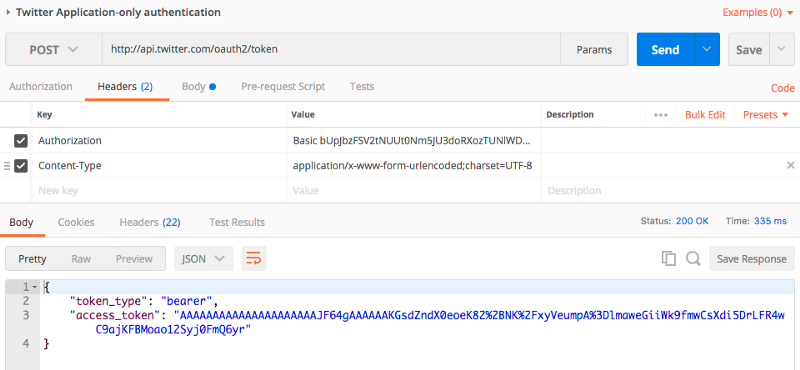 Twitter Application-only authentication
Examples (0)
POST
http://api.twitter.com/oauth2/token
Params
Send
Save
Authorization
Headers (2)
Body
Pre-request Script
Tests
Code
Key
Value
Description
Bulk Edit
Presets
Authorization
Basic bUpJbzFSV2tNUUt0Nm5JU3doRXozTUNlWD...
Content-Type
application/x-www-form-urlencoded;charset=UTF-8
New key
Value
Description
Body
Cookies
Headers (22)
Test Results
Status: 200 OK
Time: 335 ms
Pretty
Raw
Preview
JSON
Save Response
1 {
2 "token_type": "bearer",
3 "access_token": "AAAAAAAAAAAAAAAAAAAAAJF64gAAAAAAKGsdZndX0eoeK82%2BNK%2FxyVeumpA%3DlmaweGiiWk9fmwCsXdi5DrLFR4w
C9ajKFBMoao12Syj0FmQ6yr"
4 }